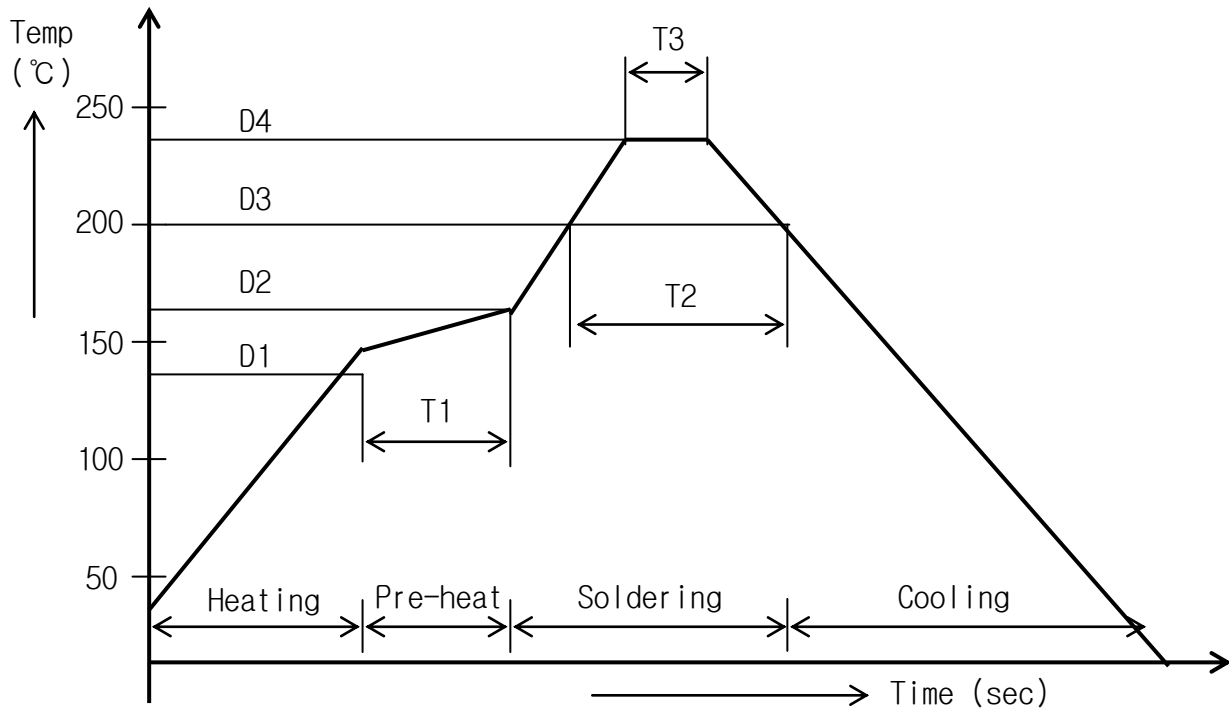 Temp
(℃)
T3
250
D4
D3
200
D2
T2
150
D1
T1
100
50
Heating
Pre-heat
Soldering
Cooling
Time (sec)